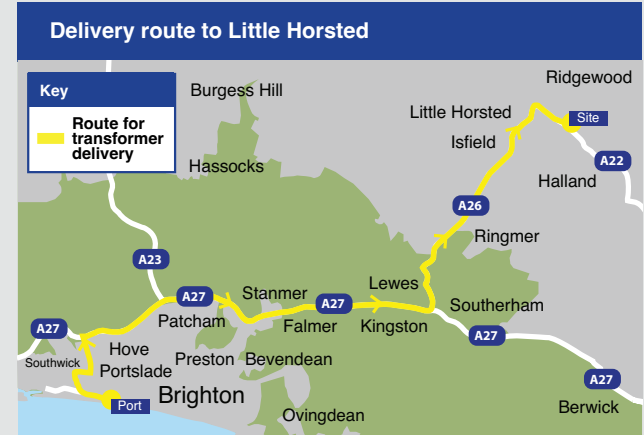 Delivery route to Little Horsted
Key
Route for
transformer
delivery
Burgess Hill
Ridgewood
Little Horsted
Site
Isfield
Hassocks
A22
Halland
A26
Ringmer
A23
Lewes
Stanmer
A27
A27
Southerham
Patcham
Falmer
Kingston
A27
A27
Hove
Southwick
Preston
Bevendean
Portslade
A27
Brighton
Port
Berwick
Ovingdean